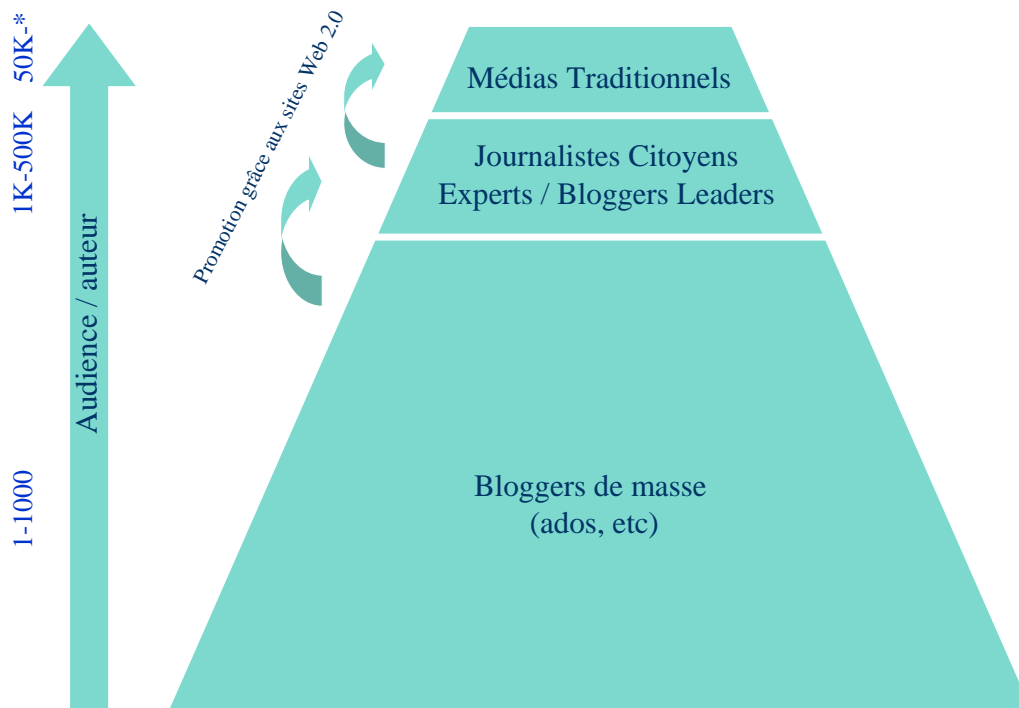 50K-*
1K-500K
1-1000
Audience / auteur
Promotion grâce aux sites Web 2.0
Médias Traditionnels
Journalistes Citoyens
Experts / Bloggers Leaders
Bloggers de masse
(ados, etc)